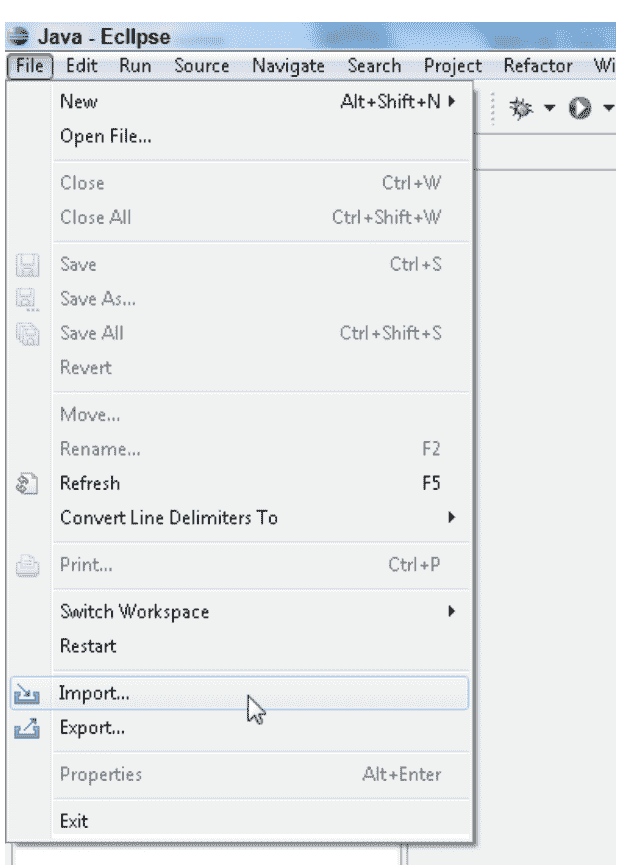 Java - Eclipse
File Edit Run Source Navigate Search Project Refactor Wi
New Alt+Shift+N
Open File...
Close Ctrl+W
Close All Ctrl+Shift+W
Save Ctrl+S
Save As...
Save All Ctrl+Shift+S
Revert
Move...
Rename... F2
Refresh F5
Convert Line Delimiters To
Print... Ctrl+P
Switch Workspace
Restart
Import...
Export...
Properties Alt+Enter
Exit